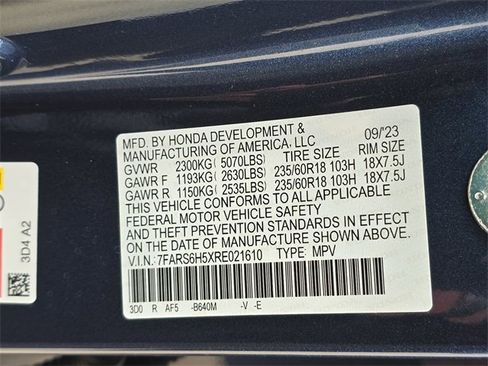 MFD. BY HONDA DEVELOPMENT & 09/'23
MANUFACTURING OF AMERICA, LLC
GVWR 2300KG (5070LBS) TIRE SIZE RIM SIZE
GAWR F 1193KG (2630LBS) 235/60R18 103H 18X7.5J
GAWR R 1150KG (2535LBS) 235/60R18 103H 18X7.5J
THIS VEHICLE CONFORMS TO ALL APPLICABLE
FEDERAL MOTOR VEHICLE SAFETY
AND THEFT PREVENTION STANDARDS IN EFFECT
ON THE DATE OF MANUFACTURE SHOWN ABOVE.
V.I.N.:7FARS6H5XRE021610 TYPE: MPV
3D0 R AF5 -B640M -V -E
3D4 A2